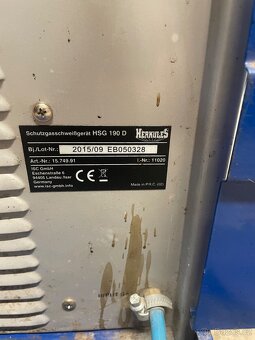 Schutzgasschweißgerät HSG 190 D
HERKULES
Bj./Lot-Nr.: 2015/09 EB050328
Art.-Nr.: 15.749.91 I.-Nr.: 11020
ISC GmbH
Eschenstraße 6
94405 Landau /Isar
Germany
www.isc-gmbh.info
CE
Made in P.R.C.